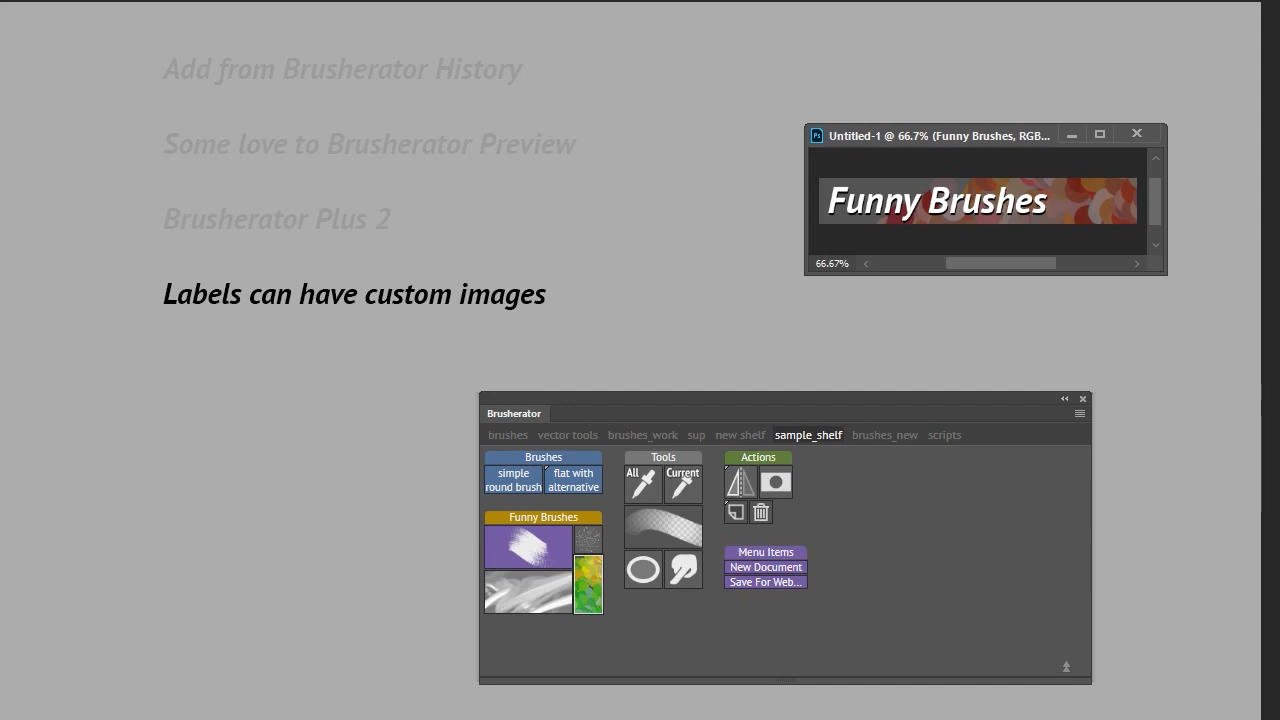 Add from Brusherator History
Some love to Brusherator Preview
Brusherator Plus 2
Labels can have custom images
Ps Untitled-1 @ 66.7% (Funny Brushes, RGB...
Funny Brushes
66.67%
Brusherator
brushes vector tools brushes_work sup new shelf sample_shelf brushes_new scripts
Brushes
simple
round brush
flat with
alternative
Funny Brushes
Tools
All
Current
Actions
Menu Items
New Document
Save For Web...